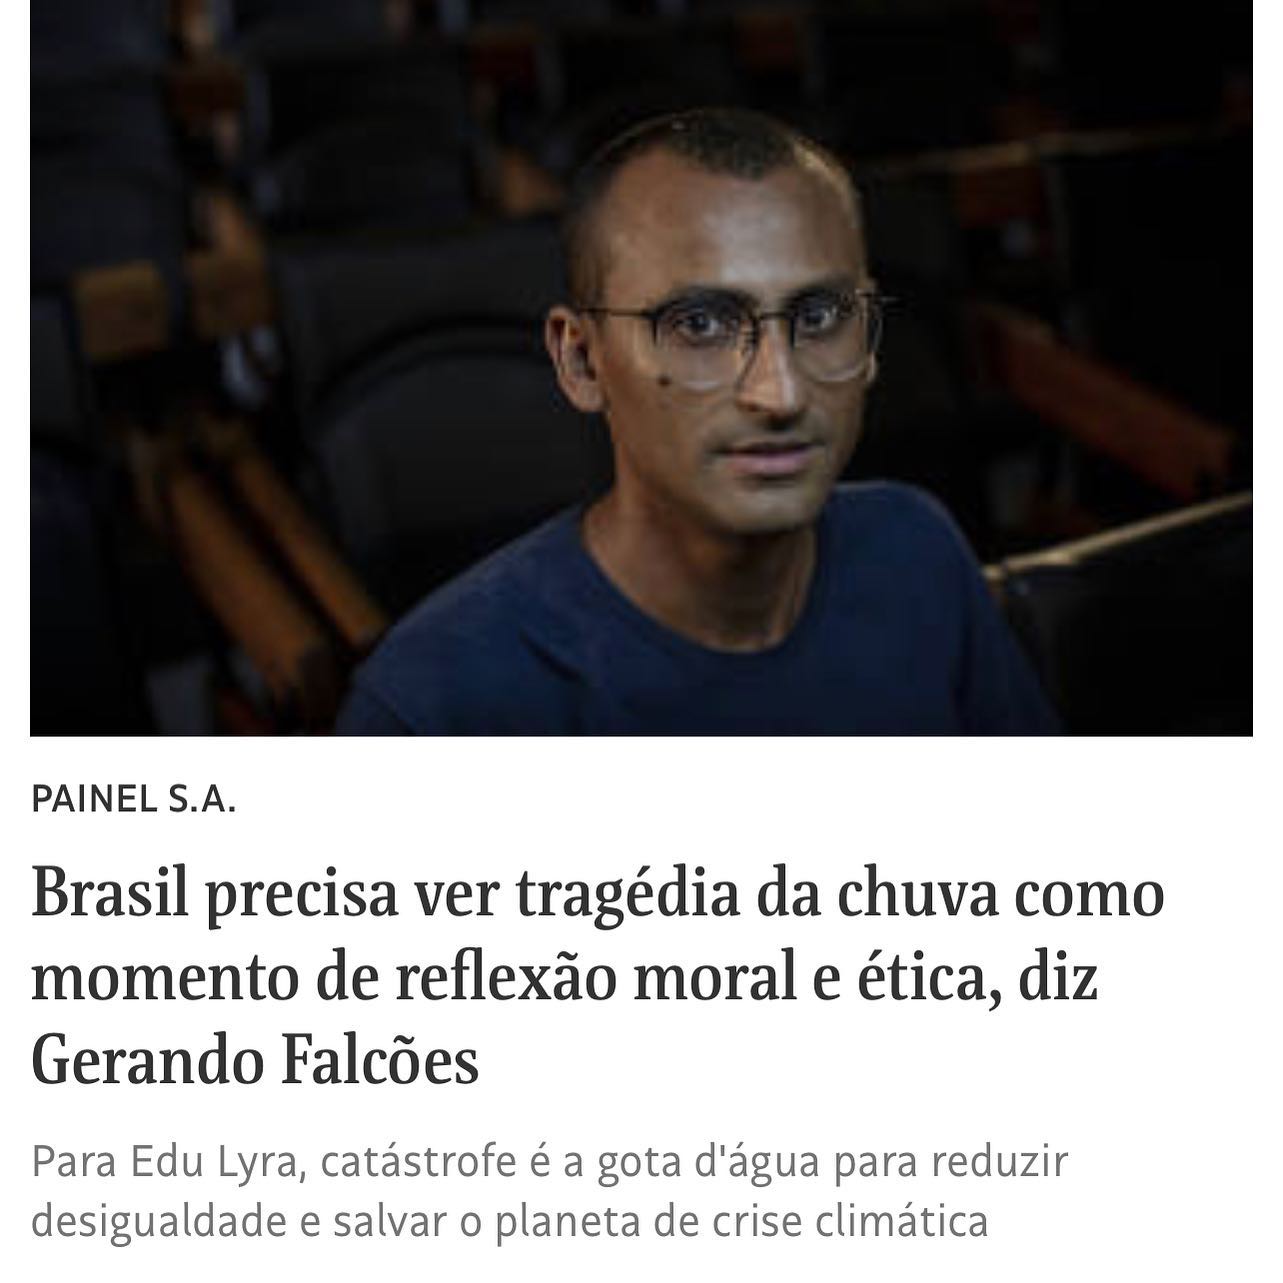 PAINEL S.A.
Brasil precisa ver tragédia da chuva como
momento de reflexão moral e ética, diz
Gerando Falcões
Para Edu Lyra, catástrofe é a gota d'água para reduzir
desigualdade e salvar o planeta de crise climática